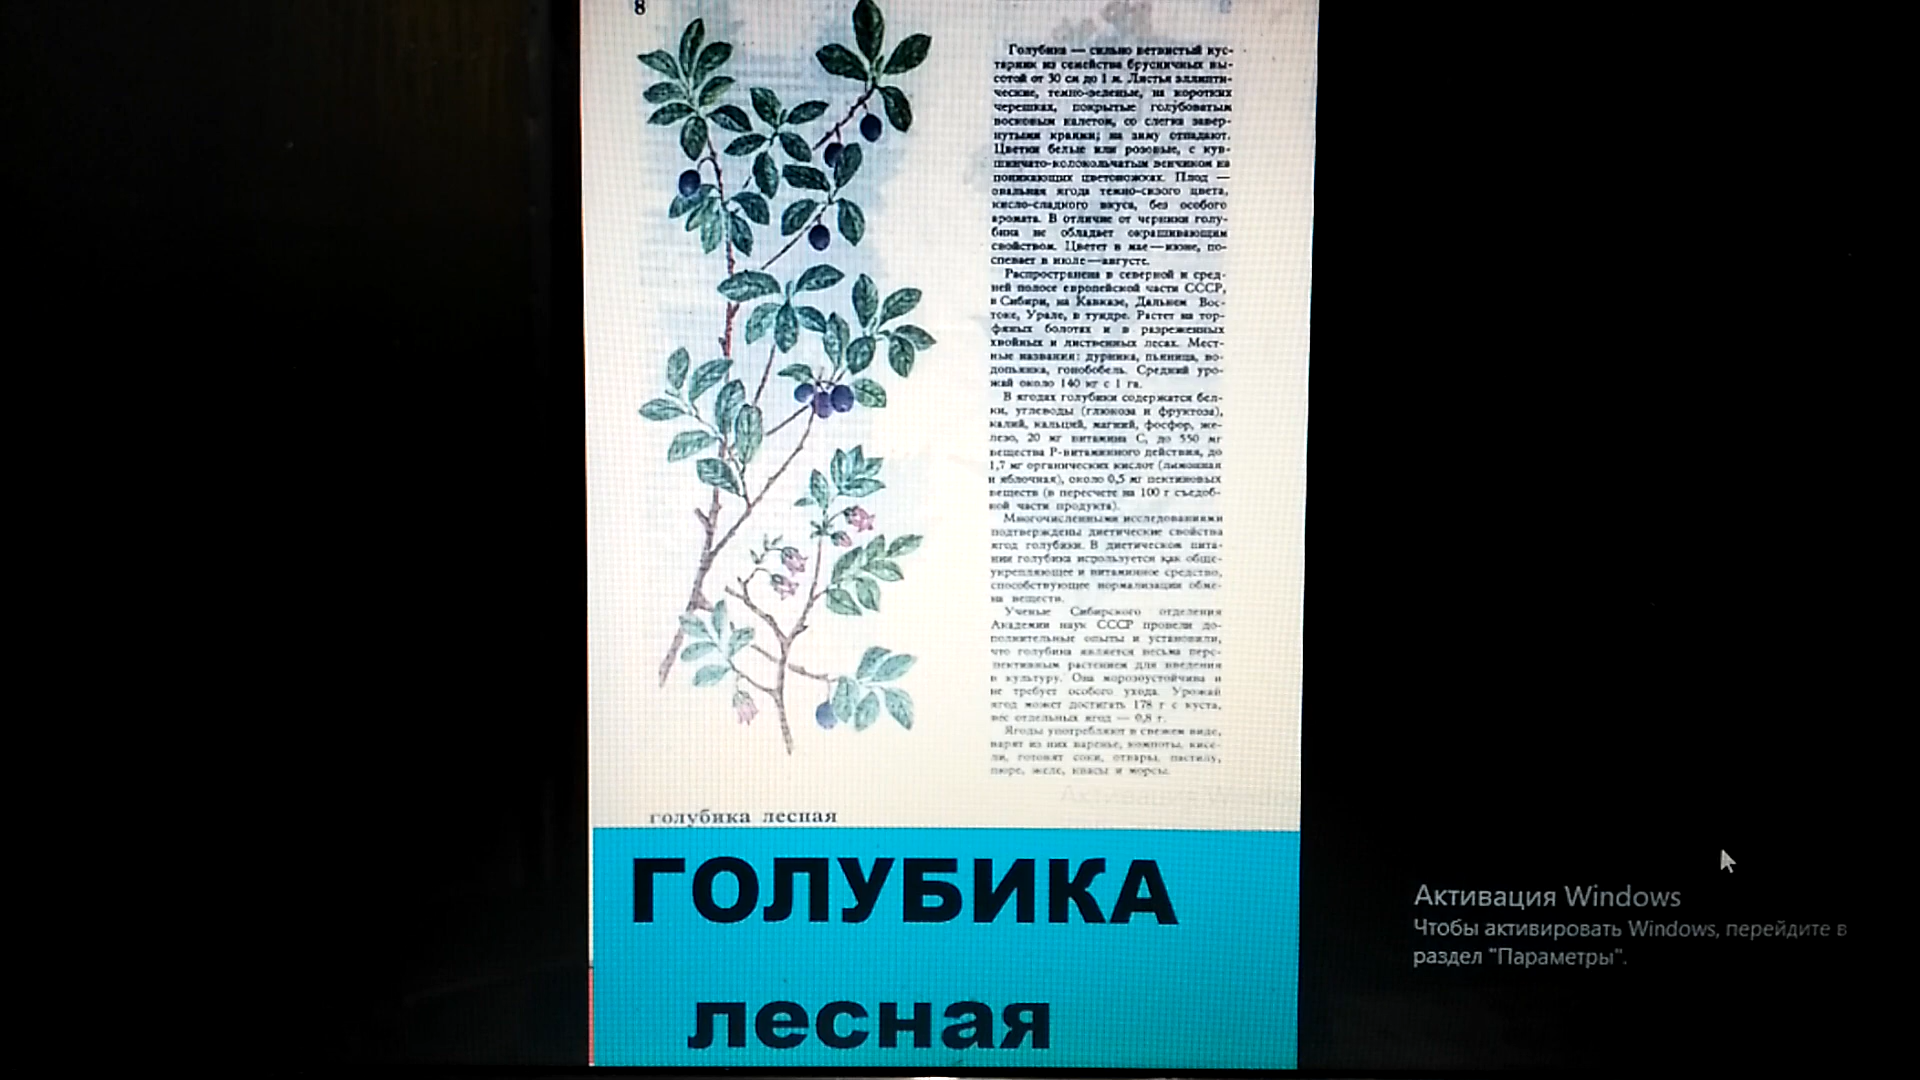 8
Голубика — сильно ветвистый кус-
тарник из семейства брусничных вы-
сотой от 30 см до 1 м. Листья эллипти-
ческие, темно-зеленые, на коротких
черешках, покрытые голубоватым
восковым налетом, со слегка завер-
нутыми краями; на зиму отпадают.
Цветки белые или розовые, с кув-
шинчато-колокольчатым венчиком на
поникающих цветоножках. Плод —
овальная ягода темно-сизого цвета,
кисло-сладкого вкуса, без особого
аромата. В отличие от черники голу-
бика не обладает окрашивающим
свойством. Цветет в мае—июне, по-
спевает в июле—августе.
Распространена в северной и сред-
ней полосе европейской части СССР,
в Сибири, на Кавказе, Дальнем Вос-
токе, Урале, в тундре. Растет на тор-
фяных болотах и в разреженных
хвойных и лиственных лесах. Мест-
ные названия: дурника, пьяница, во-
допьянка, гонобобель. Средний уро-
жай около 140 кг с 1 га.
В ягодах голубики содержатся бел-
ки, углеводы (глюкоза и фруктоза),
калий, кальций, магний, фосфор, же-
лезо, 20 мг витамина С, до 550 мг
вещества Р-витаминного действия, до
1,7 мг органических кислот (лимонная
и яблочная), около 0,5 мг пектиновых
веществ (в пересчете на 100 г съедоб-
ной части продукта).
Многочисленными исследованиями
подтверждены диетические свойства
ягод голубики. В диетическом пита-
нии голубика используется как обще-
укрепляющее и витаминное средство,
способствующее нормализации обме-
на веществ.
Ученые Сибирского отделения
Академии наук СССР провели до-
полнительные опыты и установили,
что голубика является весьма перс-
пективным растением для введения
в культуру. Она морозоустойчива и
не требует особого ухода. Урожай
ягод может достигать 178 г с куста,
вес отдельных ягод — 0,8 г.
Ягоды употребляют в свежем виде,
варят из них варенье, компоты, кисе-
ли, готовят соки, отвары, пастилу,
пюре, желе, квасы и морсы.
голубика лесная
ГОЛУБИКА
лесная
Активация Windows
Чтобы активировать Windows, перейдите в
раздел "Параметры".